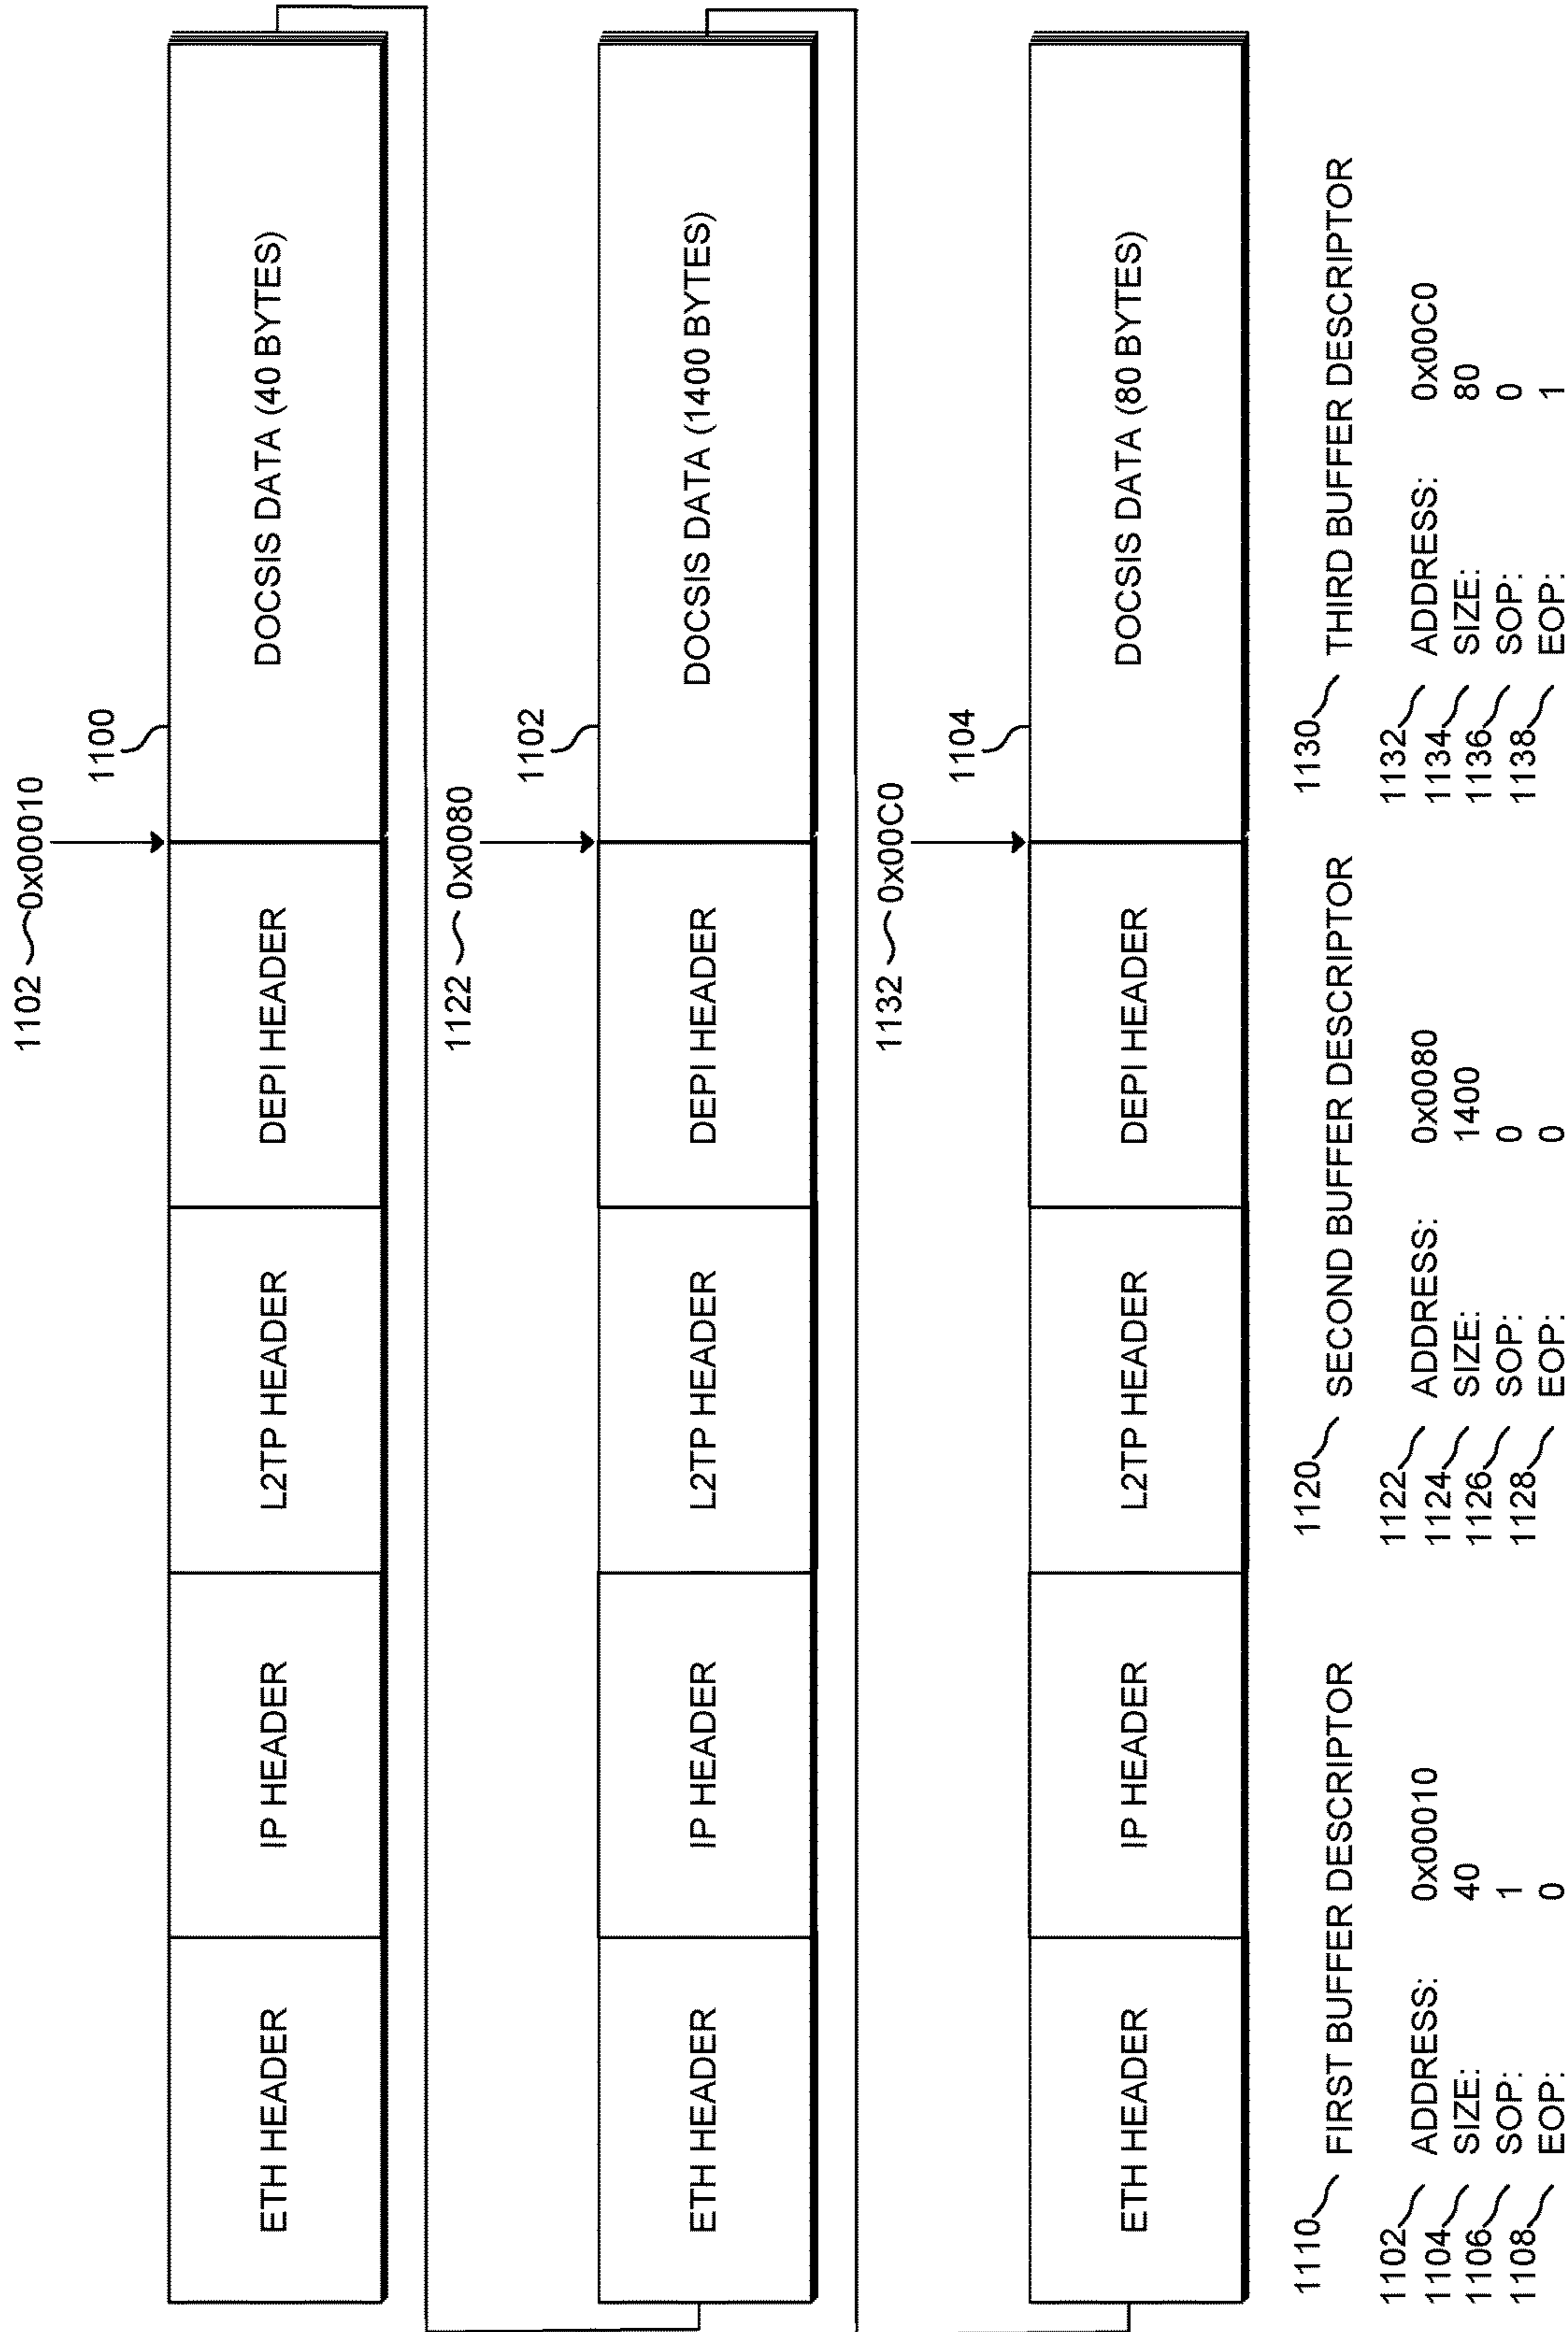 1102 0x00010
1100
ETH HEADER
IP HEADER
L2TP HEADER
DEPI HEADER
DOCSIS DATA (40 BYTES)
1122 0x0080
1102
ETH HEADER
IP HEADER
L2TP HEADER
DEPI HEADER
DOCSIS DATA (1400 BYTES)
1132 0x00C0
1104
ETH HEADER
IP HEADER
L2TP HEADER
DEPI HEADER
DOCSIS DATA (80 BYTES)
1110 FIRST BUFFER DESCRIPTOR
1102 ADDRESS: 0x00010
1104 SIZE: 40
1106 SOP: 1
1108 EOP: 0
1120 SECOND BUFFER DESCRIPTOR
1122 ADDRESS: 0x0080
1124 SIZE: 1400
1126 SOP: 0
1128 EOP: 0
1130 THIRD BUFFER DESCRIPTOR
1132 ADDRESS: 0x00C0
1134 SIZE: 80
1136 SOP: 0
1138 EOP: 1